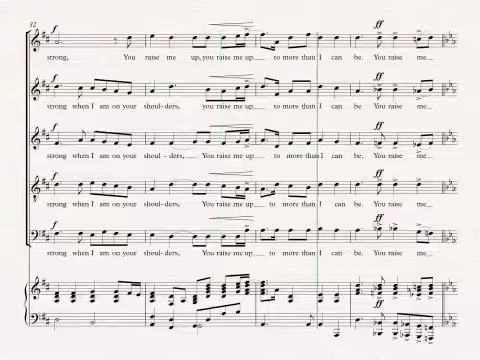 32
f ff
strong, You raise me up, you raise me up to more than I can be. You raise me
f ff
strong when I am on your shoul- ders, you raise me up to more than I can be. You raise me
f ff
strong when I am on your shoul - ders, You raise me up to more than I can be. You raise me
f ff
strong when I am on your shoul-ders, You raise me up to more than I can be. You raise me
f ff
strong when I am on your shoul-ders, You raise me up to more than I can be. You raise me
32
ff